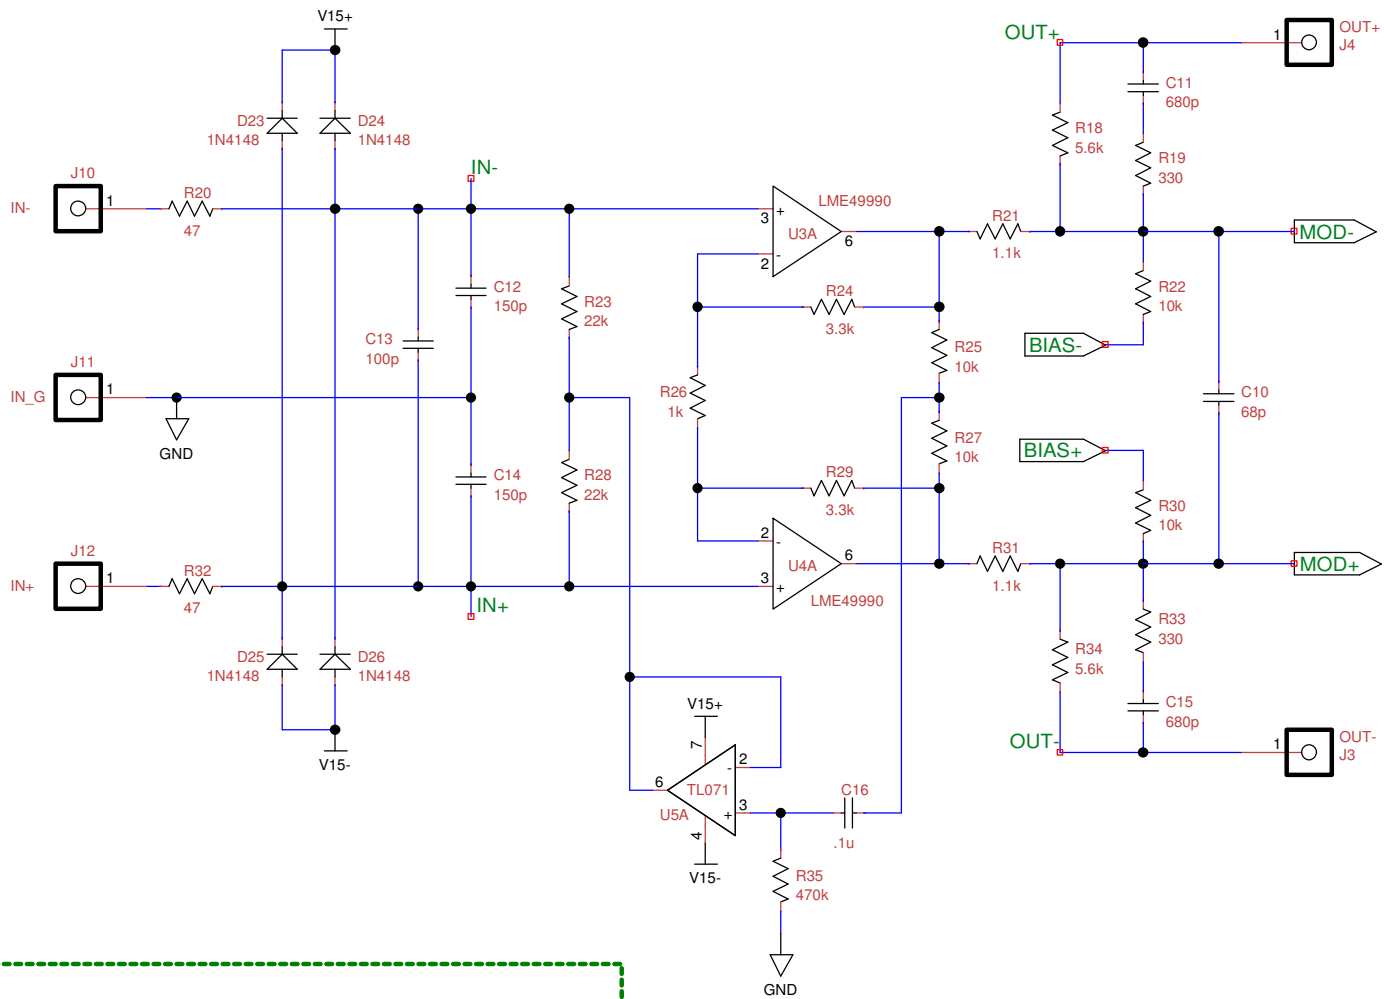 V15+
OUT+
1
OUT+
J4
C11
680p
D23
1N4148
D24
1N4148
R18
5.6k
R19
330
IN-
J10
IN-
1
R20
47
LME49990
3
+
U3A
6
-
2
R21
1.1k
MOD-
C12
150p
R23
22k
R24
3.3k
R22
10k
C13
100p
R25
10k
BIAS-
J11
IN_G
1
R26
1k
C10
68p
GND
R27
10k
BIAS+
C14
150p
R28
22k
R29
3.3k
R30
10k
J12
IN+
1
R32
47
2
-
U4A
6
3
+
LME49990
R31
1.1k
MOD+
IN+
R33
330
D25
1N4148
D26
1N4148
R34
5.6k
V15+
C15
680p
V15-
OUT-
1
OUT-
J3
7
2
-
6
TL071
U5A
3
+
4
C16
.1u
V15-
R35
470k
GND